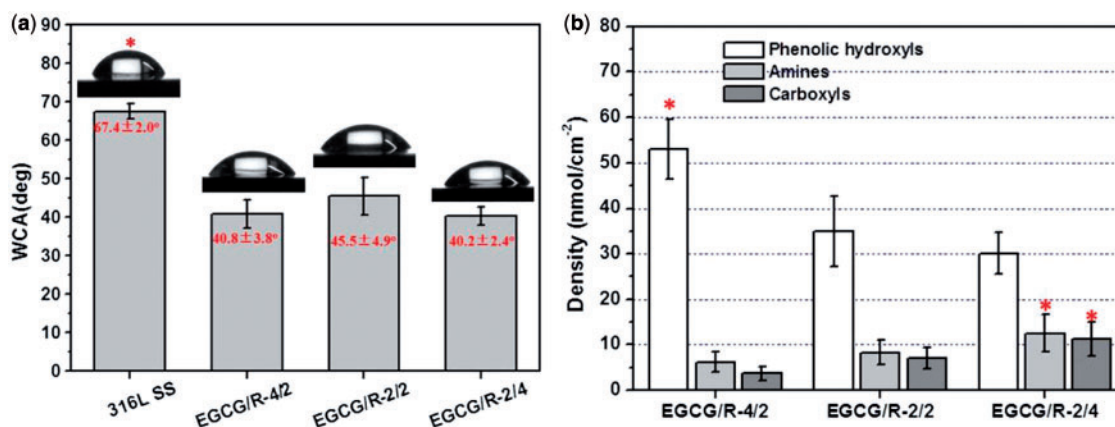 (a)
90
80
70
60
50
40
30
20
10
0
WCA(deg)
*
67.4±2.0°
40.8±3.8°
45.5±4.9°
40.2±2.4°
316L SS
EGCG/R-4/2
EGCG/R-2/2
EGCG/R-2/4
(b)
80
70
60
50
40
30
20
10
0
Density (nmol/cm⁻²)
Phenolic hydroxyls
Amines
Carboxyls
*
* *
EGCG/R-4/2
EGCG/R-2/2
EGCG/R-2/4